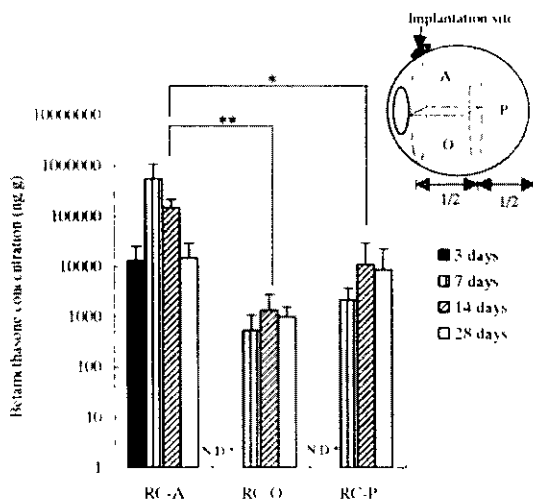 Implantation site
A
P
O
1/2
1/2
*
**
Betamethasone concentration (ng/g)
10000000
1000000
100000
10000
1000
100
10
1
3 days
7 days
14 days
28 days
N.D.*
N.D.*
RC-A
RC-O
RC-P